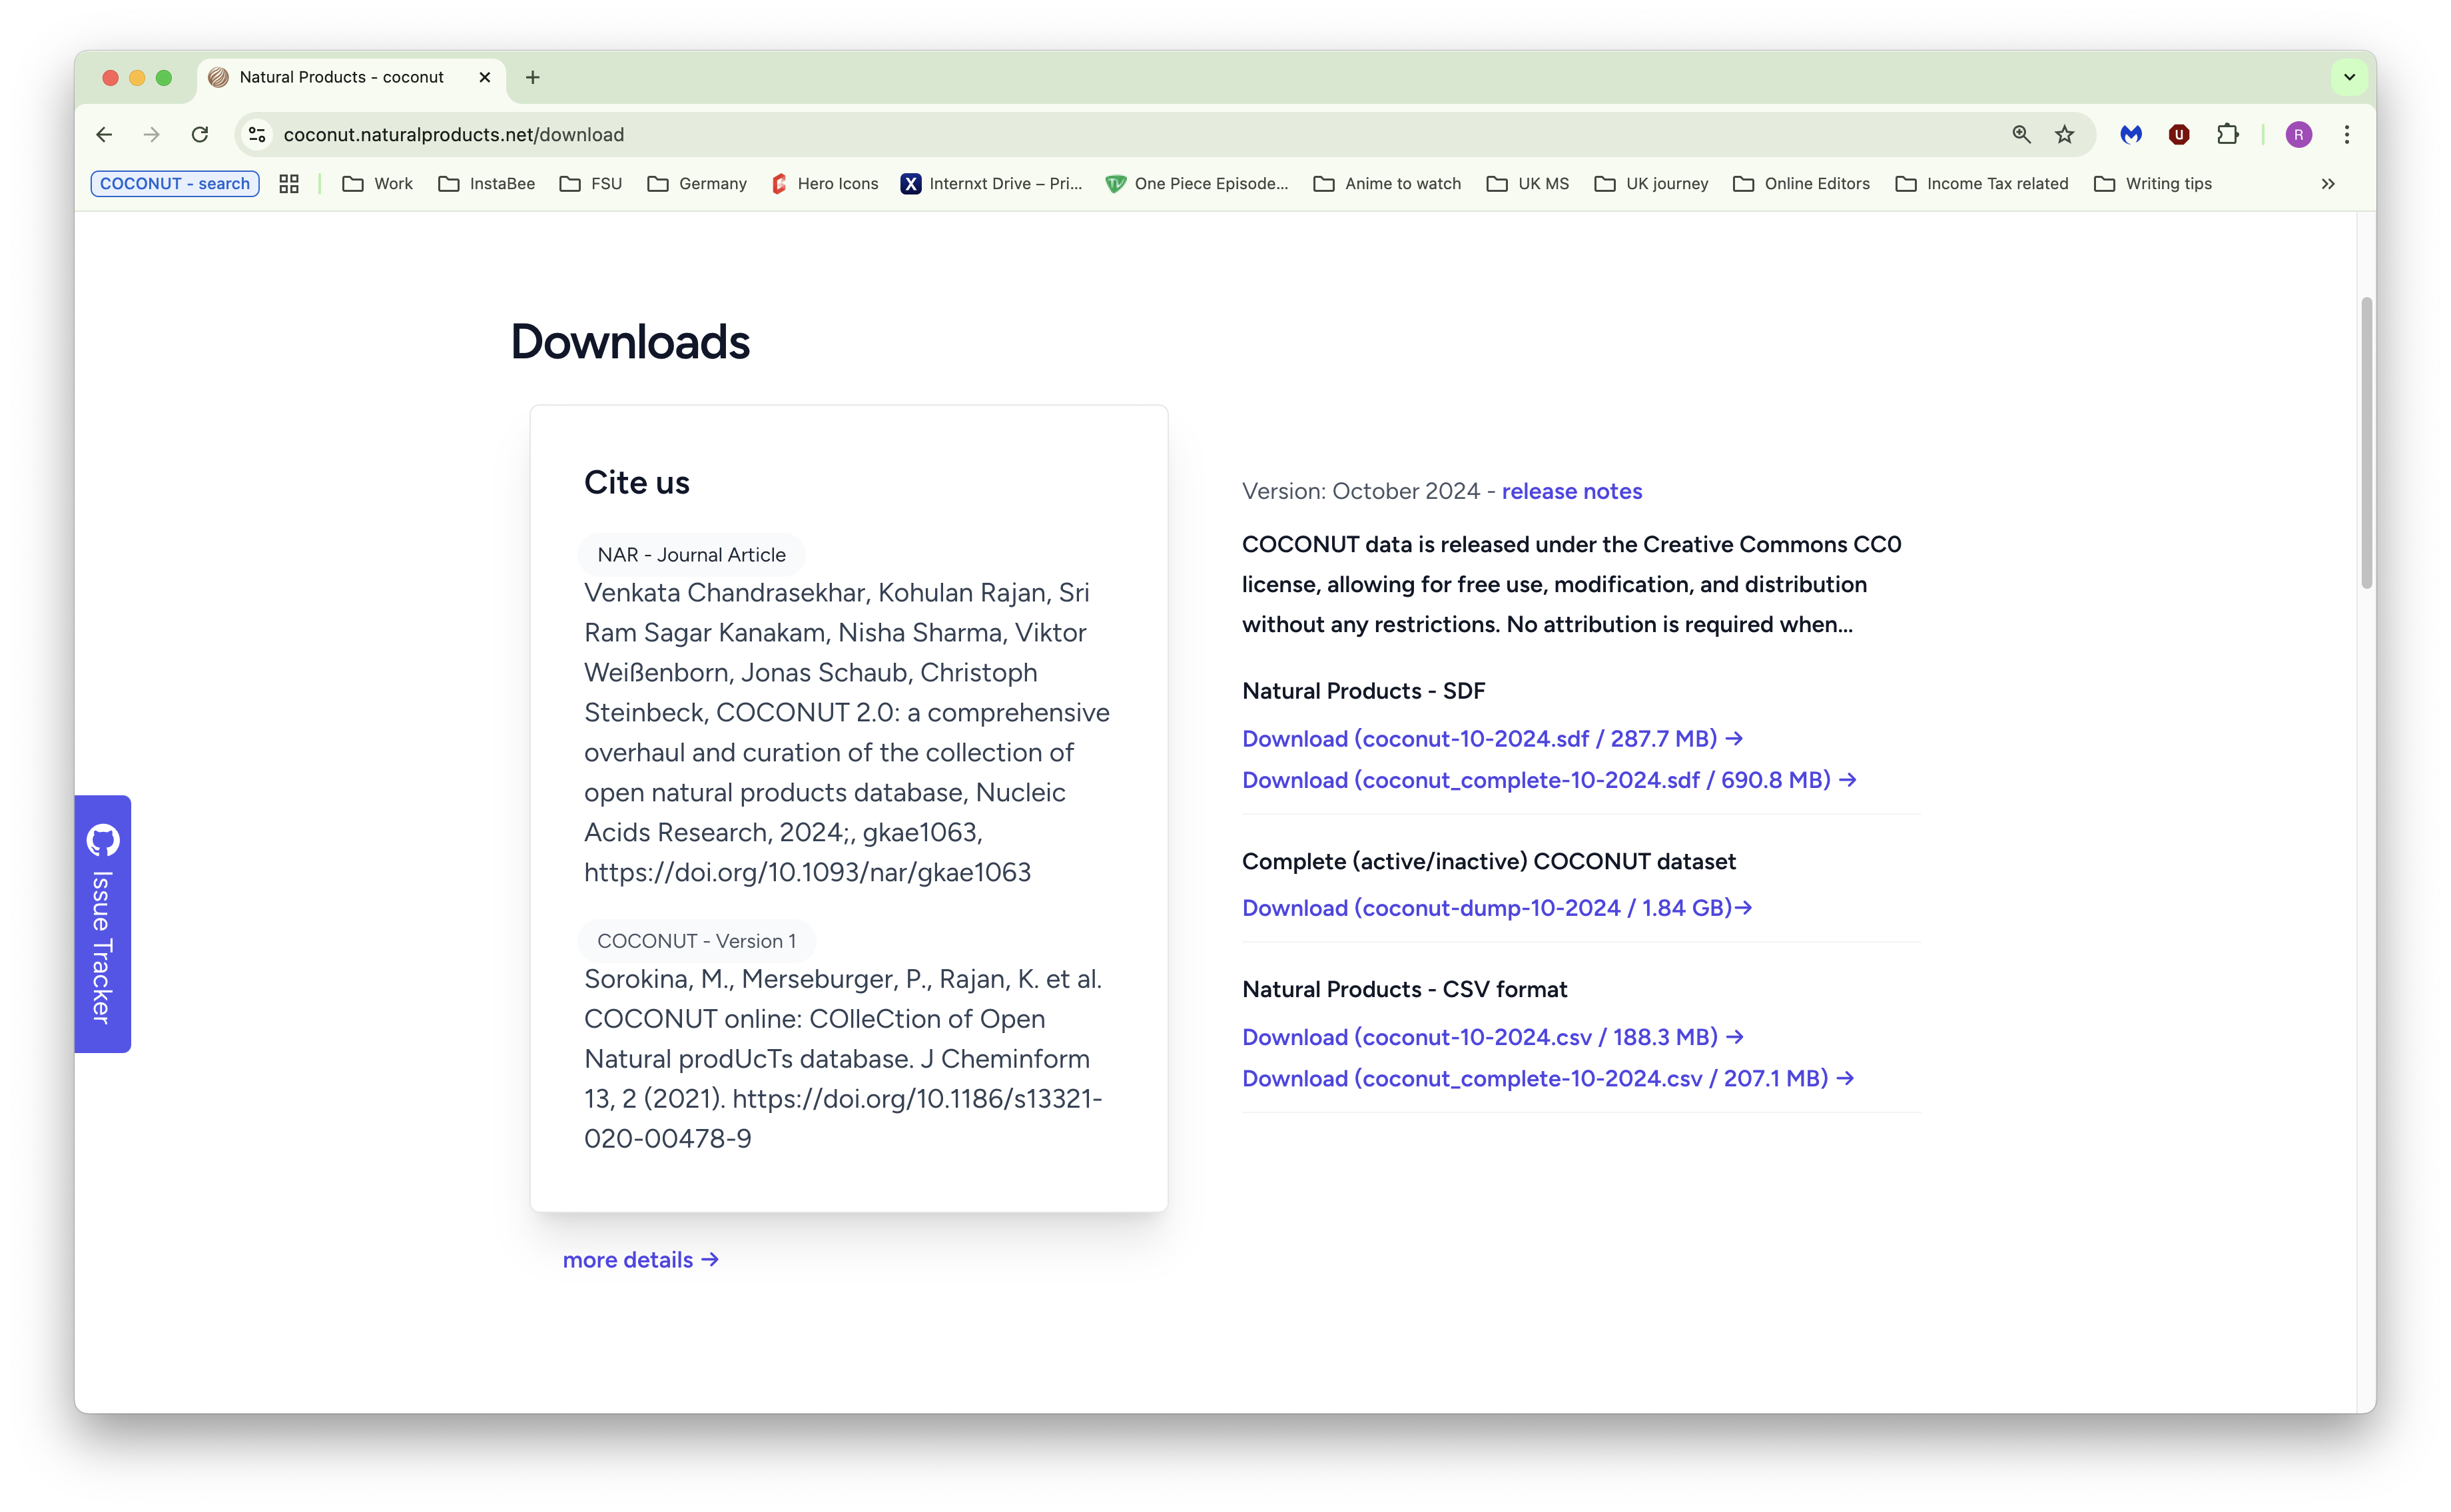 Natural Products - coconut
coconut.naturalproducts.net/download
U
R
COCONUT - search
Work
InstaBee
FSU
Germany
Hero Icons
X
Internxt Drive – Pri...
TV
One Piece Episode...
Anime to watch
UK MS
UK journey
Online Editors
Income Tax related
Writing tips
Downloads
Cite us
NAR - Journal Article
Venkata Chandrasekhar, Kohulan Rajan, Sri
Ram Sagar Kanakam, Nisha Sharma, Viktor
Weißenborn, Jonas Schaub, Christoph
Steinbeck, COCONUT 2.0: a comprehensive
overhaul and curation of the collection of
open natural products database, Nucleic
Acids Research, 2024;, gkae1063,
https://doi.org/10.1093/nar/gkae1063
COCONUT - Version 1
Sorokina, M., Merseburger, P., Rajan, K. et al.
COCONUT online: COlleCtion of Open
Natural prodUcTs database. J Cheminform
13, 2 (2021). https://doi.org/10.1186/s13321-
020-00478-9
more details →
Version: October 2024 - release notes
COCONUT data is released under the Creative Commons CC0
license, allowing for free use, modification, and distribution
without any restrictions. No attribution is required when...
Natural Products - SDF
Download (coconut-10-2024.sdf / 287.7 MB) →
Download (coconut_complete-10-2024.sdf / 690.8 MB) →
Complete (active/inactive) COCONUT dataset
Download (coconut-dump-10-2024 / 1.84 GB)→
Natural Products - CSV format
Download (coconut-10-2024.csv / 188.3 MB) →
Download (coconut_complete-10-2024.csv / 207.1 MB) →
Issue Tracker